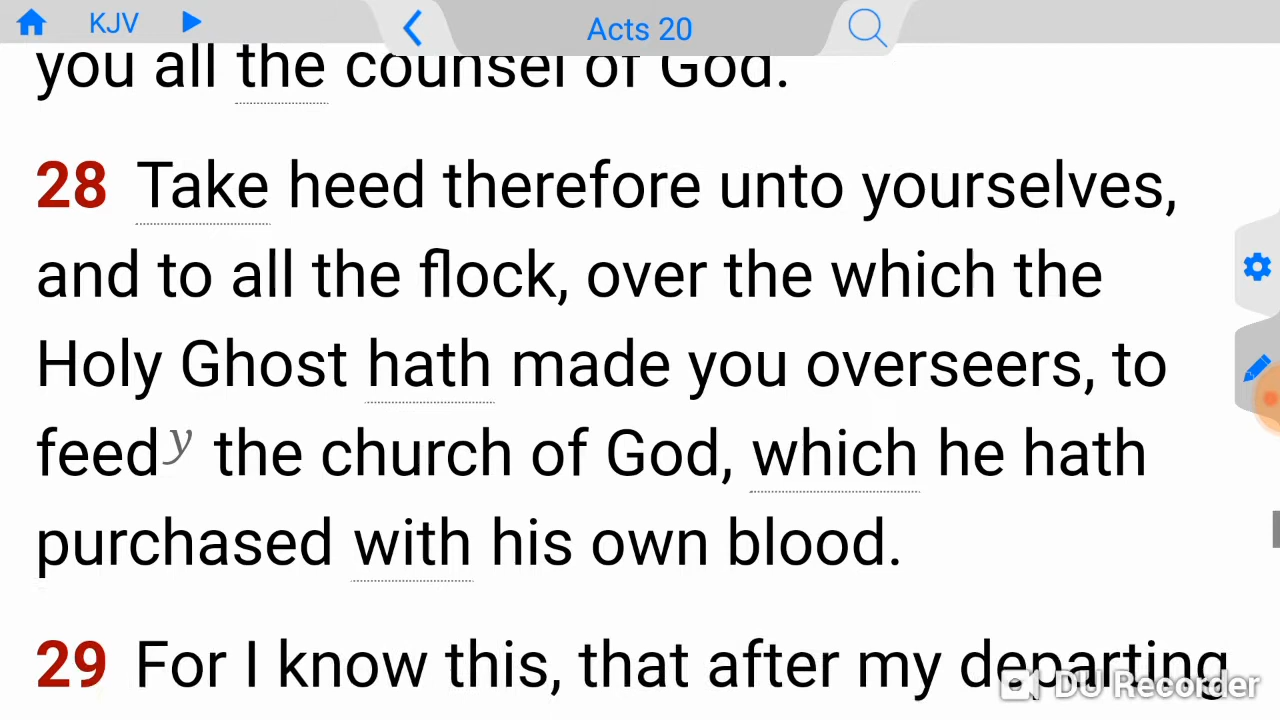 KJV
Acts 20
you all the counsel of God.
28 Take heed therefore unto yourselves,
and to all the flock, over the which the
Holy Ghost hath made you overseers, to
feed y the church of God, which he hath
purchased with his own blood.
29 For I know this, that after my departing
DU Recorder